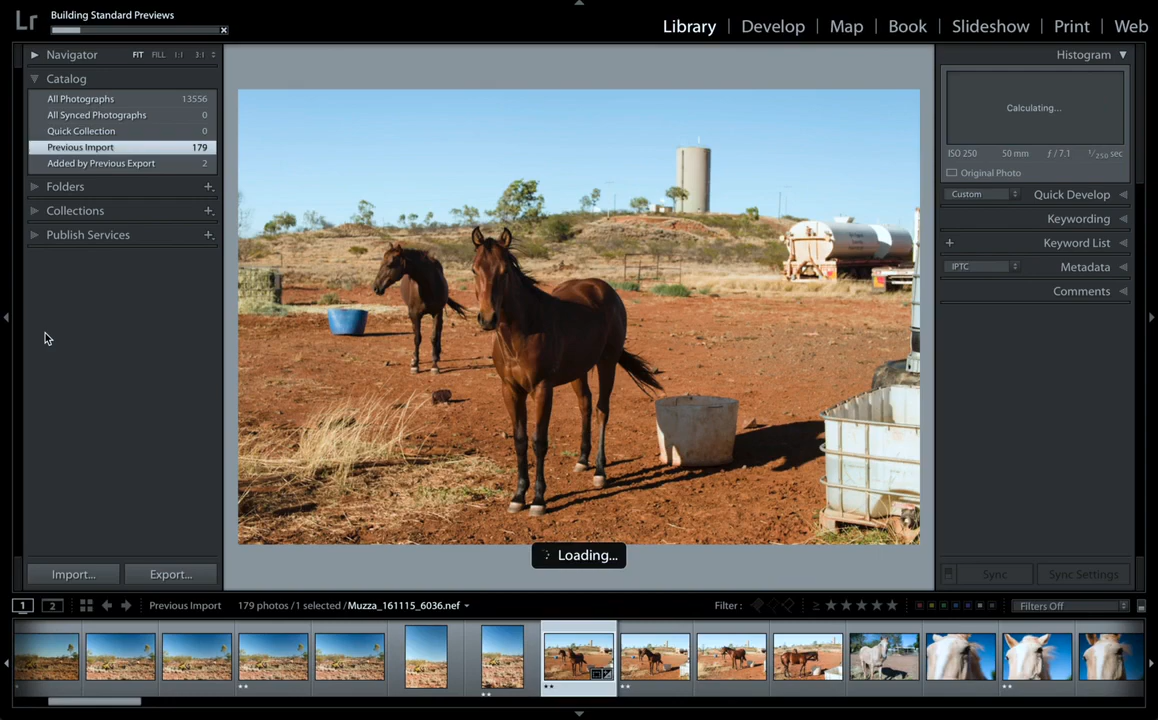 Lr
Building Standard Previews
Library | Develop | Map | Book | Slideshow | Print | Web
Navigator FIT FILL 1:1 3:1
Catalog
All Photographs 13556
All Synced Photographs 0
Quick Collection 0
Previous Import 179
Added by Previous Export 2
Folders
Collections
Publish Services
Import... Export...
Histogram
Calculating...
ISO 250 50 mm ƒ / 7.1 1/250 sec
Original Photo
Custom Quick Develop
Keywording
Keyword List
IPTC Metadata
Comments
Loading...
Sync Sync Settings
1 2 Previous Import 179 photos / 1 selected / Muzza_161115_6036.nef Filter : ≥ ★★★★★ Filters Off